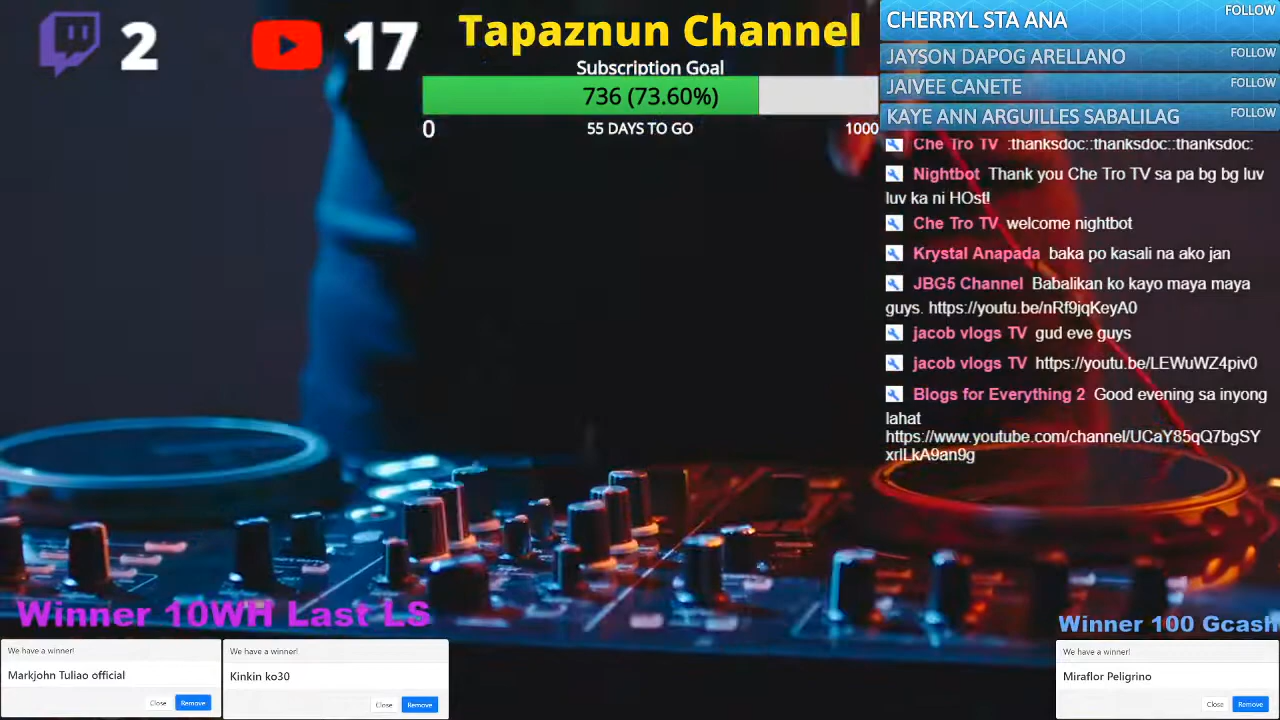 2
17
Tapaznun Channel
Subscription Goal
736 (73.60%)
0
55 DAYS TO GO
1000
CHERRYL STA ANA
FOLLOW
JAYSON DAPOG ARELLANO
FOLLOW
JAIVEE CANETE
FOLLOW
KAYE ANN ARGUILLES SABALILAG
FOLLOW
Che Tro TV :thanksdoc::thanksdoc::thanksdoc:
Nightbot Thank you Che Tro TV sa pa bg bg luv
luv ka ni HOst!
Che Tro TV welcome nightbot
Krystal Anapada baka po kasali na ako jan
JBG5 Channel Babalikan ko kayo maya maya
guys. https://youtu.be/nRf9jqKeyA0
jacob vlogs TV gud eve guys
jacob vlogs TV https://youtu.be/LEWuWZ4piv0
Blogs for Everything 2 Good evening sa inyong
lahat
https://www.youtube.com/channel/UCaY85qQ7bgSY
xrlLkA9an9g
Winner 10WH Last LS
We have a winner!
Markjohn Tuliao official
Close Remove
We have a winner!
Kinkin ko30
Close Remove
Winner 100 Gcash
We have a winner!
Miraflor Peligrino
Close Remove